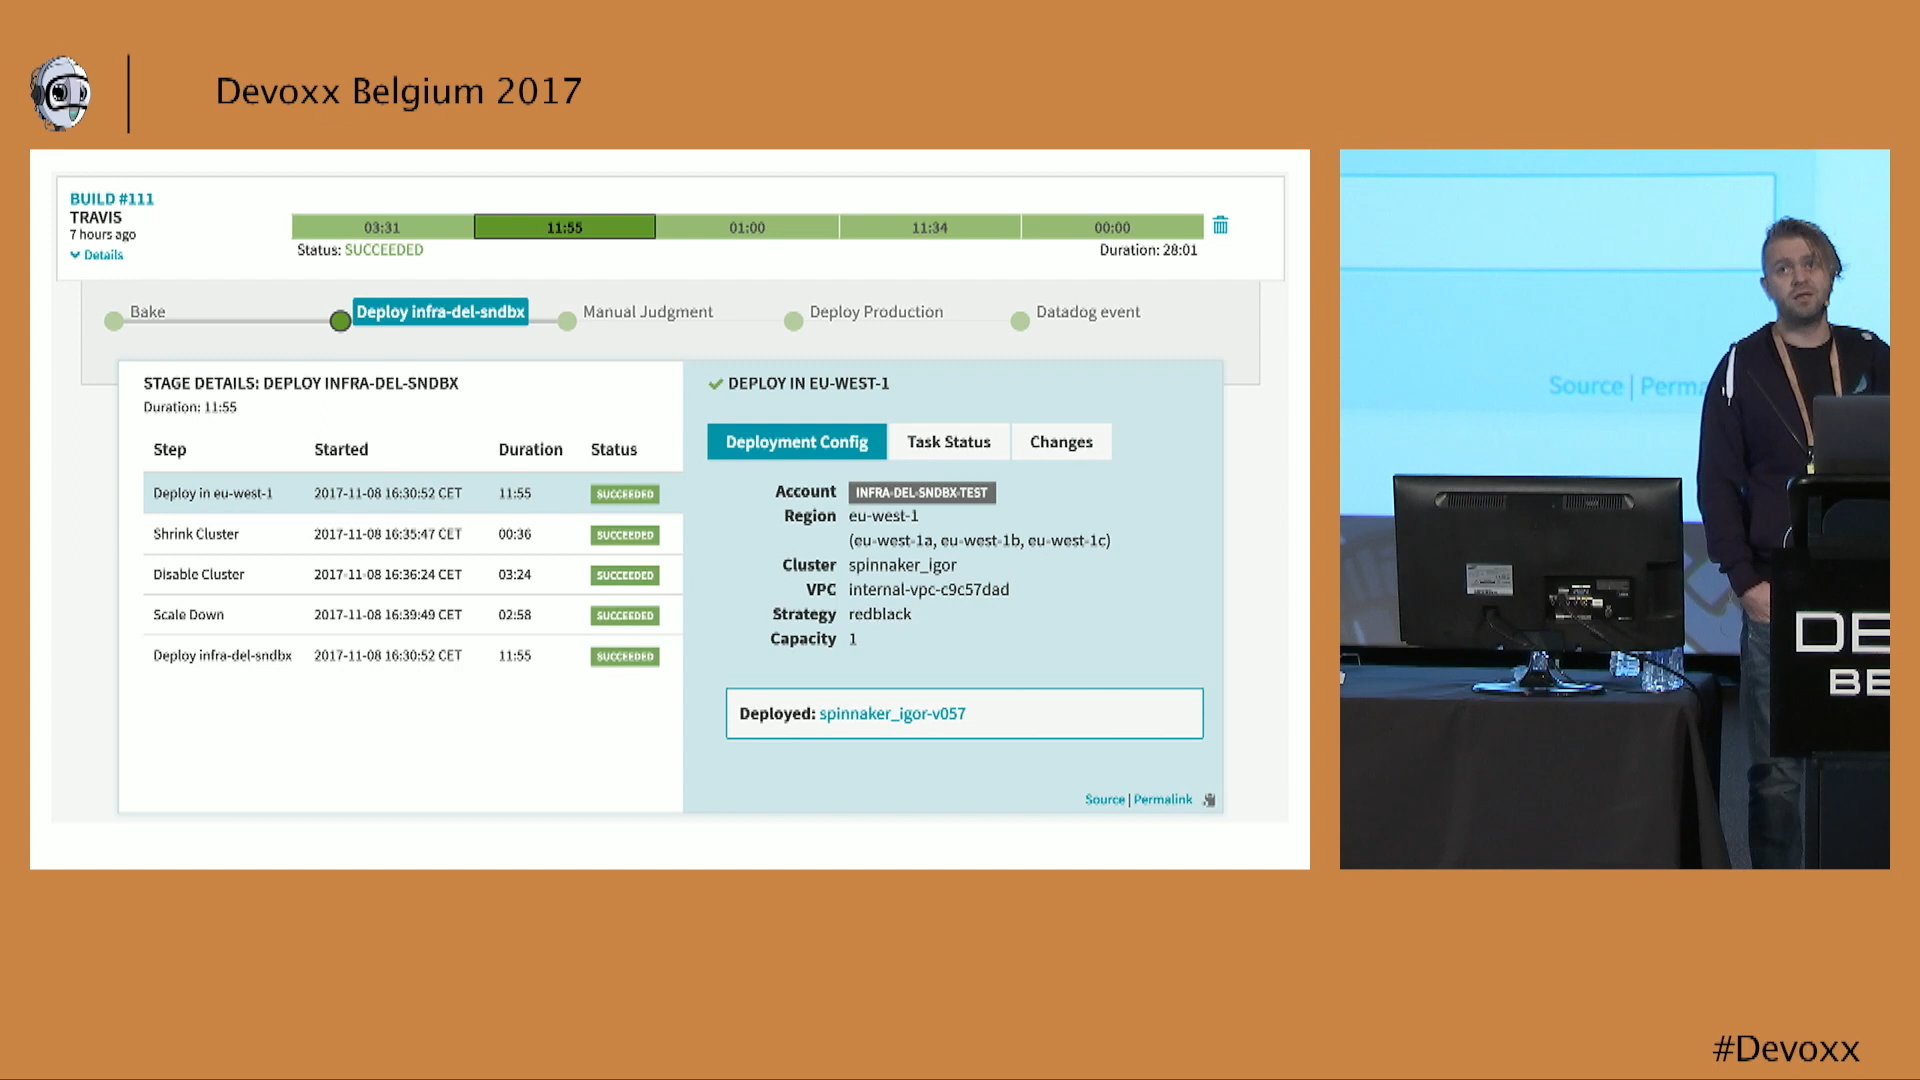 Devoxx Belgium 2017
BUILD #111
TRAVIS
7 hours ago
Details
03:31 11:55 01:00 11:34 00:00
Status: SUCCEEDED Duration: 28:01
Bake Deploy infra-del-sndbx Manual Judgment Deploy Production Datadog event
STAGE DETAILS: DEPLOY INFRA-DEL-SNDBX
Duration: 11:55
Step Started Duration Status
Deploy in eu-west-1 2017-11-08 16:30:52 CET 11:55 SUCCEEDED
Shrink Cluster 2017-11-08 16:35:47 CET 00:36 SUCCEEDED
Disable Cluster 2017-11-08 16:36:24 CET 03:24 SUCCEEDED
Scale Down 2017-11-08 16:39:49 CET 02:58 SUCCEEDED
Deploy infra-del-sndbx 2017-11-08 16:30:52 CET 11:55 SUCCEEDED
DEPLOY IN EU-WEST-1
Deployment Config Task Status Changes
Account INFRA-DEL-SNDBX-TEST
Region eu-west-1
(eu-west-1a, eu-west-1b, eu-west-1c)
Cluster spinnaker_igor
VPC internal-vpc-c9c57dad
Strategy redblack
Capacity 1
Deployed: spinnaker_igor-v057
Source | Permalink
Source | Perma
DE
BE
#Devoxx